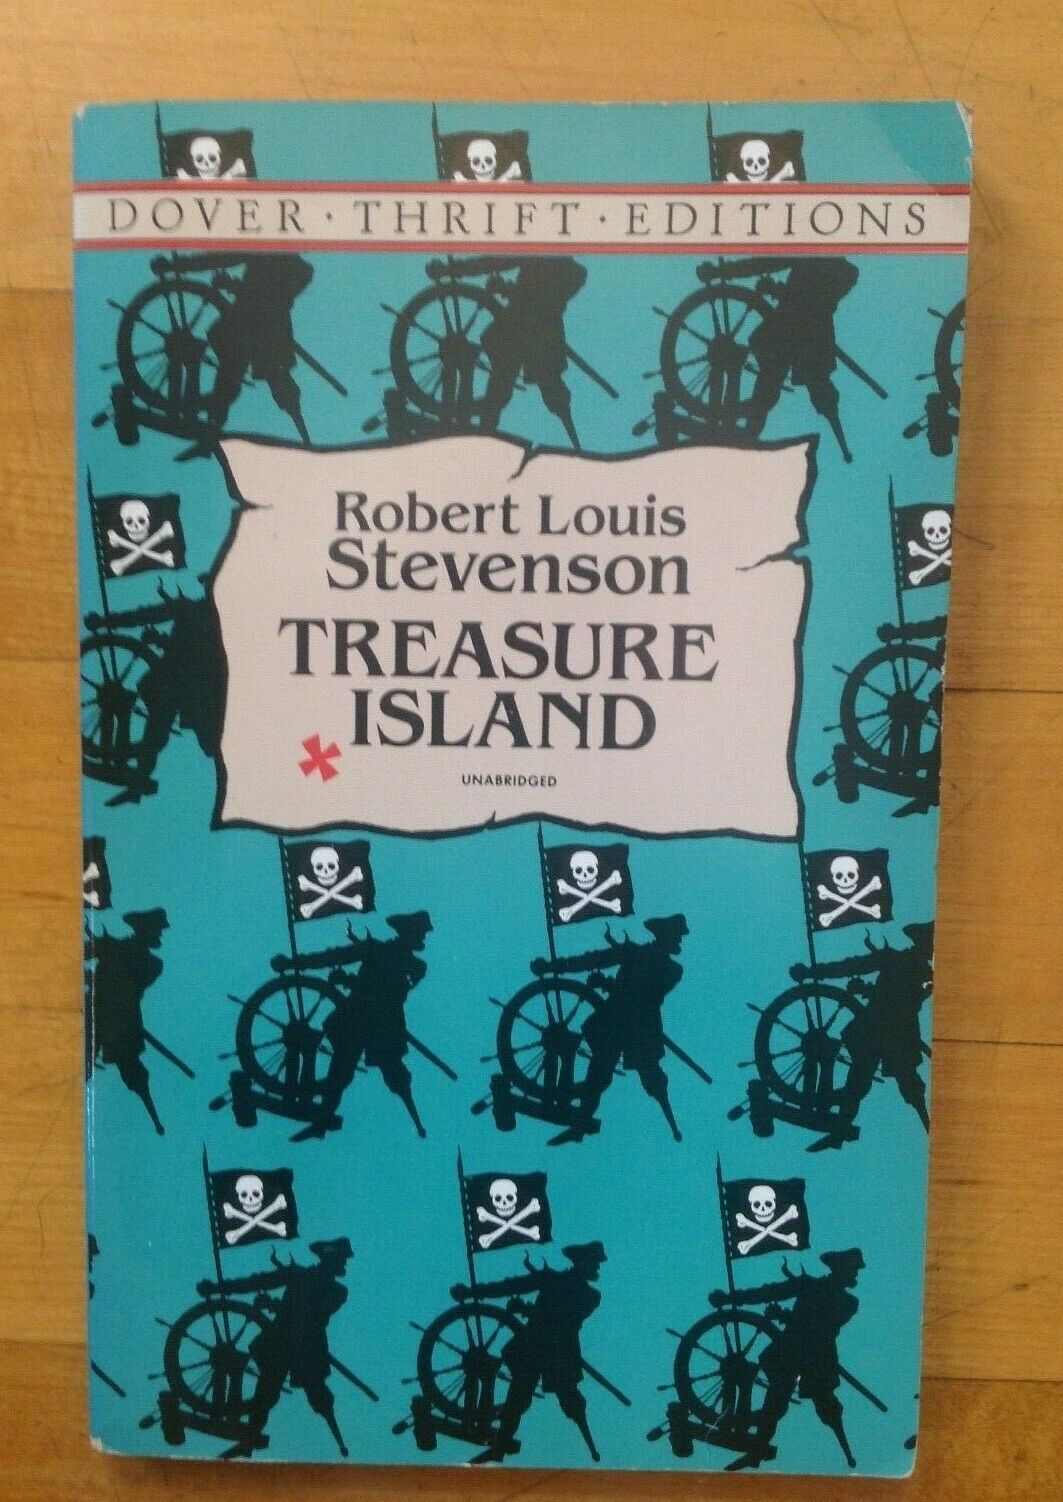 DOVER · THRIFT · EDITIONS
Robert Louis
Stevenson
TREASURE
ISLAND
UNABRIDGED